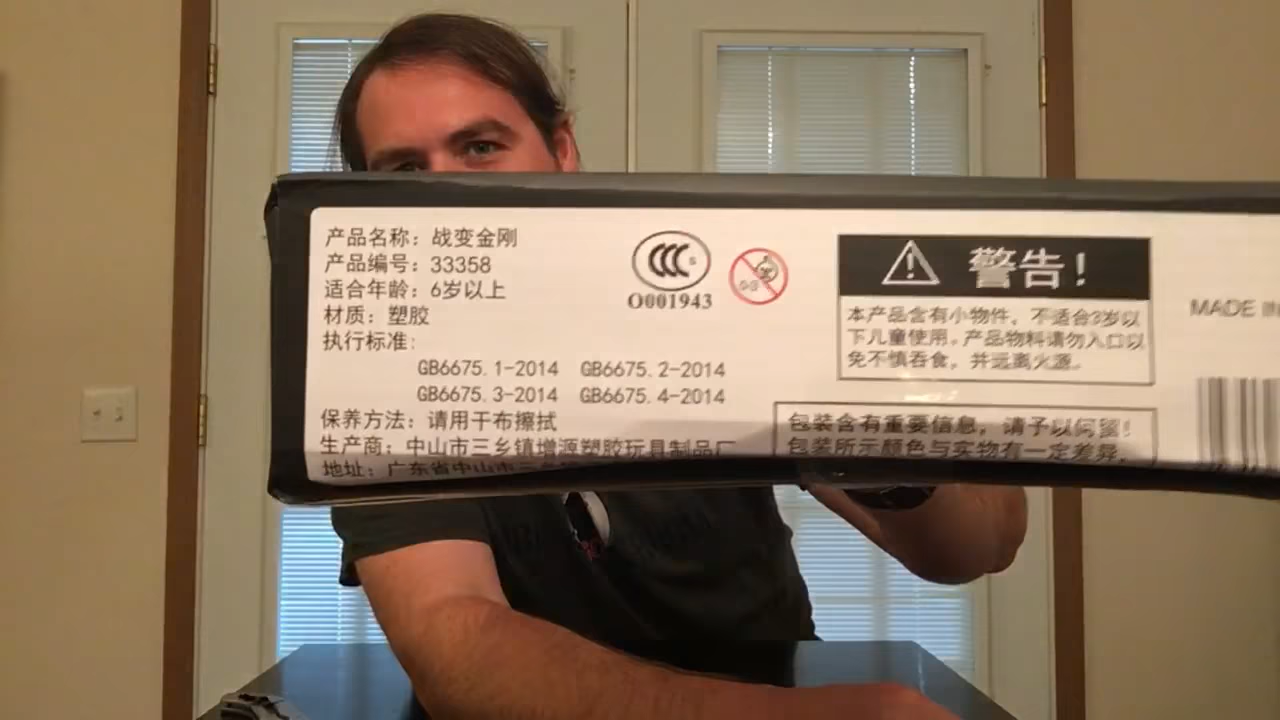 产品名称：战变金刚
产品编号：33358
适合年龄：6岁以上
材质：塑胶
执行标准：
GB6675.1-2014 GB6675.2-2014
GB6675.3-2014 GB6675.4-2014
保养方法：请用干布擦拭
生产商：中山市三乡镇增源塑胶玩具制品厂
地址：广东省中山市三
CCC S
O001943
0-3
警告！
本产品含有小物件，不适合3岁以
下儿童使用。产品物料请勿入口以
免不慎吞食，并远离火源。
包装含有重要信息，请予以保留！
包装所示颜色与实物有一定差异，
MADE IN